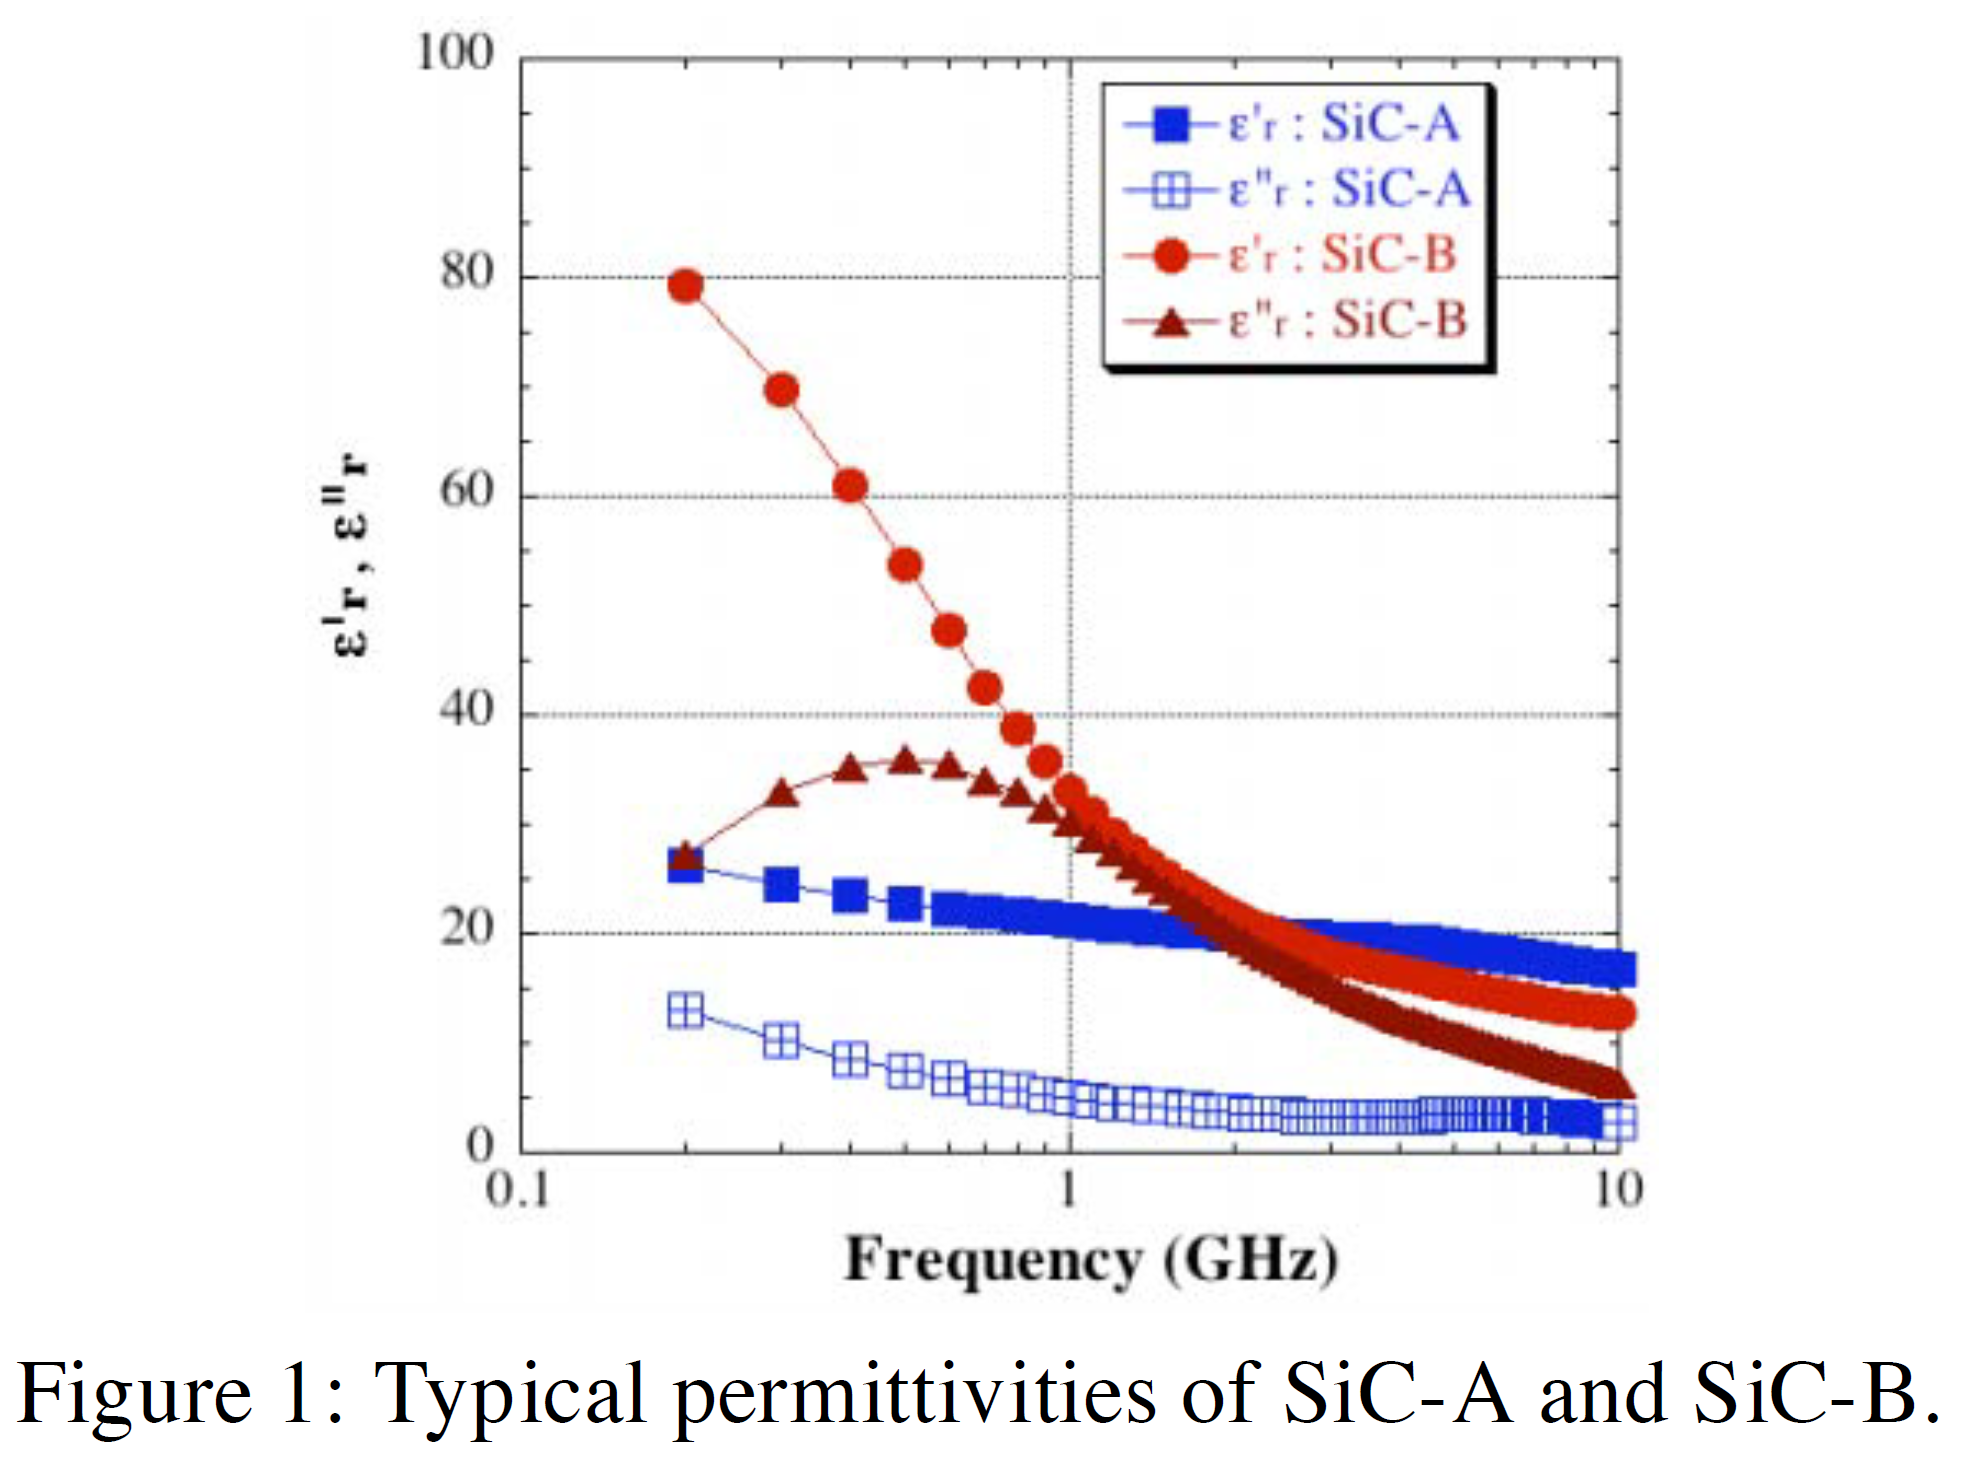 100
80
60
40
20
0
ε'r, ε"r
ε'r : SiC-A
ε"r : SiC-A
ε'r : SiC-B
ε"r : SiC-B
0.1 1 10
Frequency (GHz)
Figure 1: Typical permittivities of SiC-A and SiC-B.